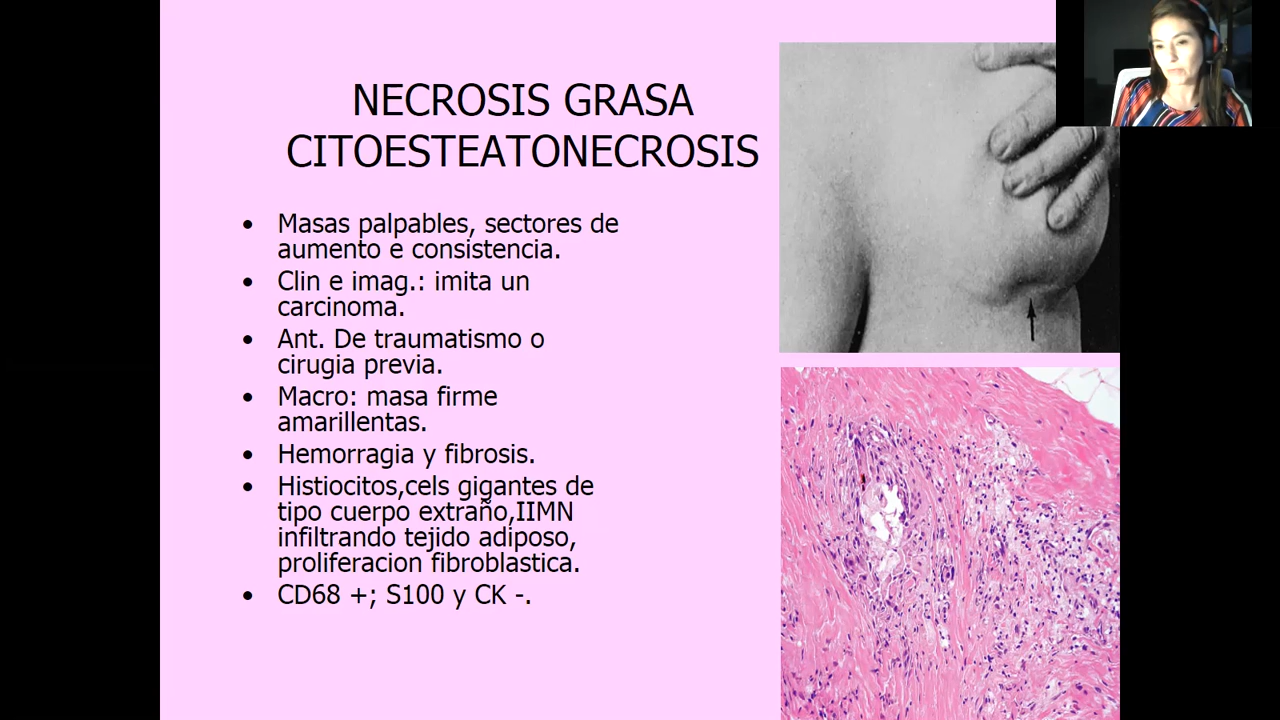 NECROSIS GRASA
CITOESTEATONECROSIS
• Masas palpables, sectores de
aumento e consistencia.
• Clin e imag.: imita un
carcinoma.
• Ant. De traumatismo o
cirugia previa.
• Macro: masa firme
amarillentas.
• Hemorragia y fibrosis.
• Histiocitos,cels gigantes de
tipo cuerpo extraño,IIMN
infiltrando tejido adiposo,
proliferacion fibroblastica.
• CD68 +; S100 y CK -.